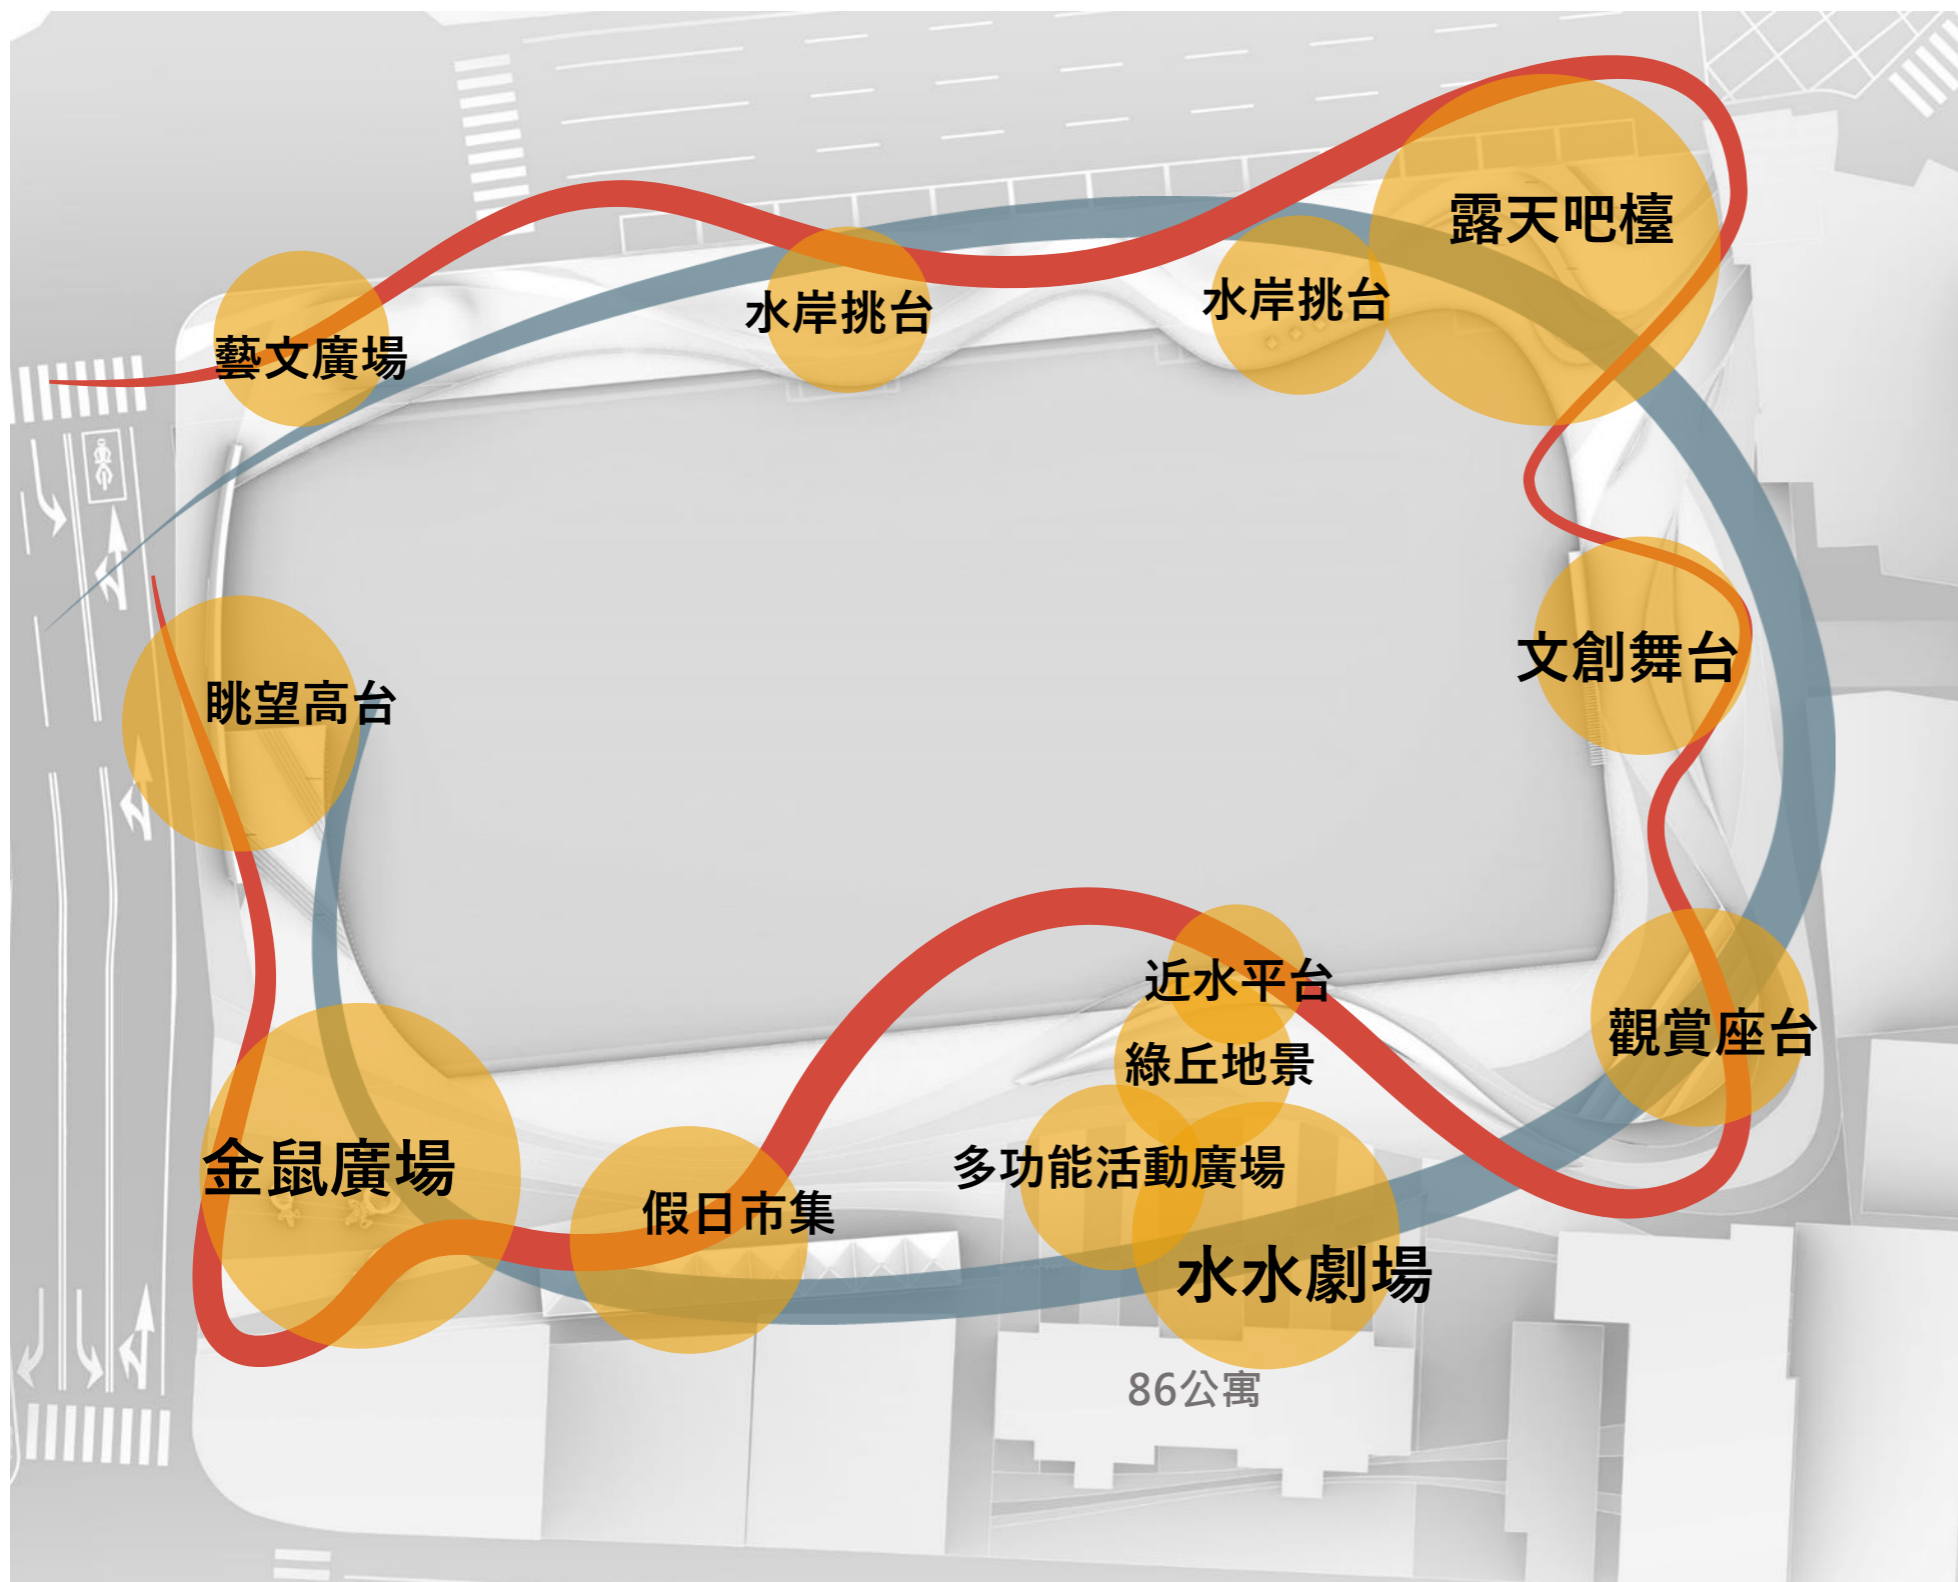 露天吧檯
水岸挑台
水岸挑台
藝文廣場
文創舞台
眺望高台
近水平台
觀賞座台
綠丘地景
金鼠廣場
多功能活動廣場
假日市集
水水劇場
86公寓